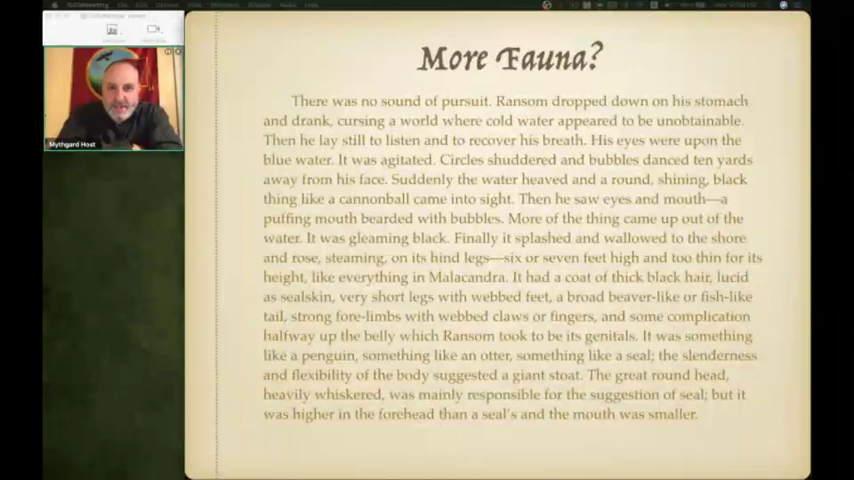 More Fauna?
There was no sound of pursuit. Ransom dropped down on his stomach
and drank, cursing a world where cold water appeared to be unobtainable.
Then he lay still to listen and to recover his breath. His eyes were upon the
blue water. It was agitated. Circles shuddered and bubbles danced ten yards
away from his face. Suddenly the water heaved and a round, shining, black
thing like a cannonball came into sight. Then he saw eyes and mouth—a
puffing mouth bearded with bubbles. More of the thing came up out of the
water. It was gleaming black. Finally it splashed and wallowed to the shore
and rose, steaming, on its hind legs—six or seven feet high and too thin for its
height, like everything in Malacandra. It had a coat of thick black hair, lucid
as sealskin, very short legs with webbed feet, a broad beaver-like or fish-like
tail, strong fore-limbs with webbed claws or fingers, and some complication
halfway up the belly which Ransom took to be its genitals. It was something
like a penguin, something like an otter, something like a seal; the slenderness
and flexibility of the body suggested a giant stoat. The great round head,
heavily whiskered, was mainly responsible for the suggestion of seal; but it
was higher in the forehead than a seal's and the mouth was smaller.
Mythgard Host